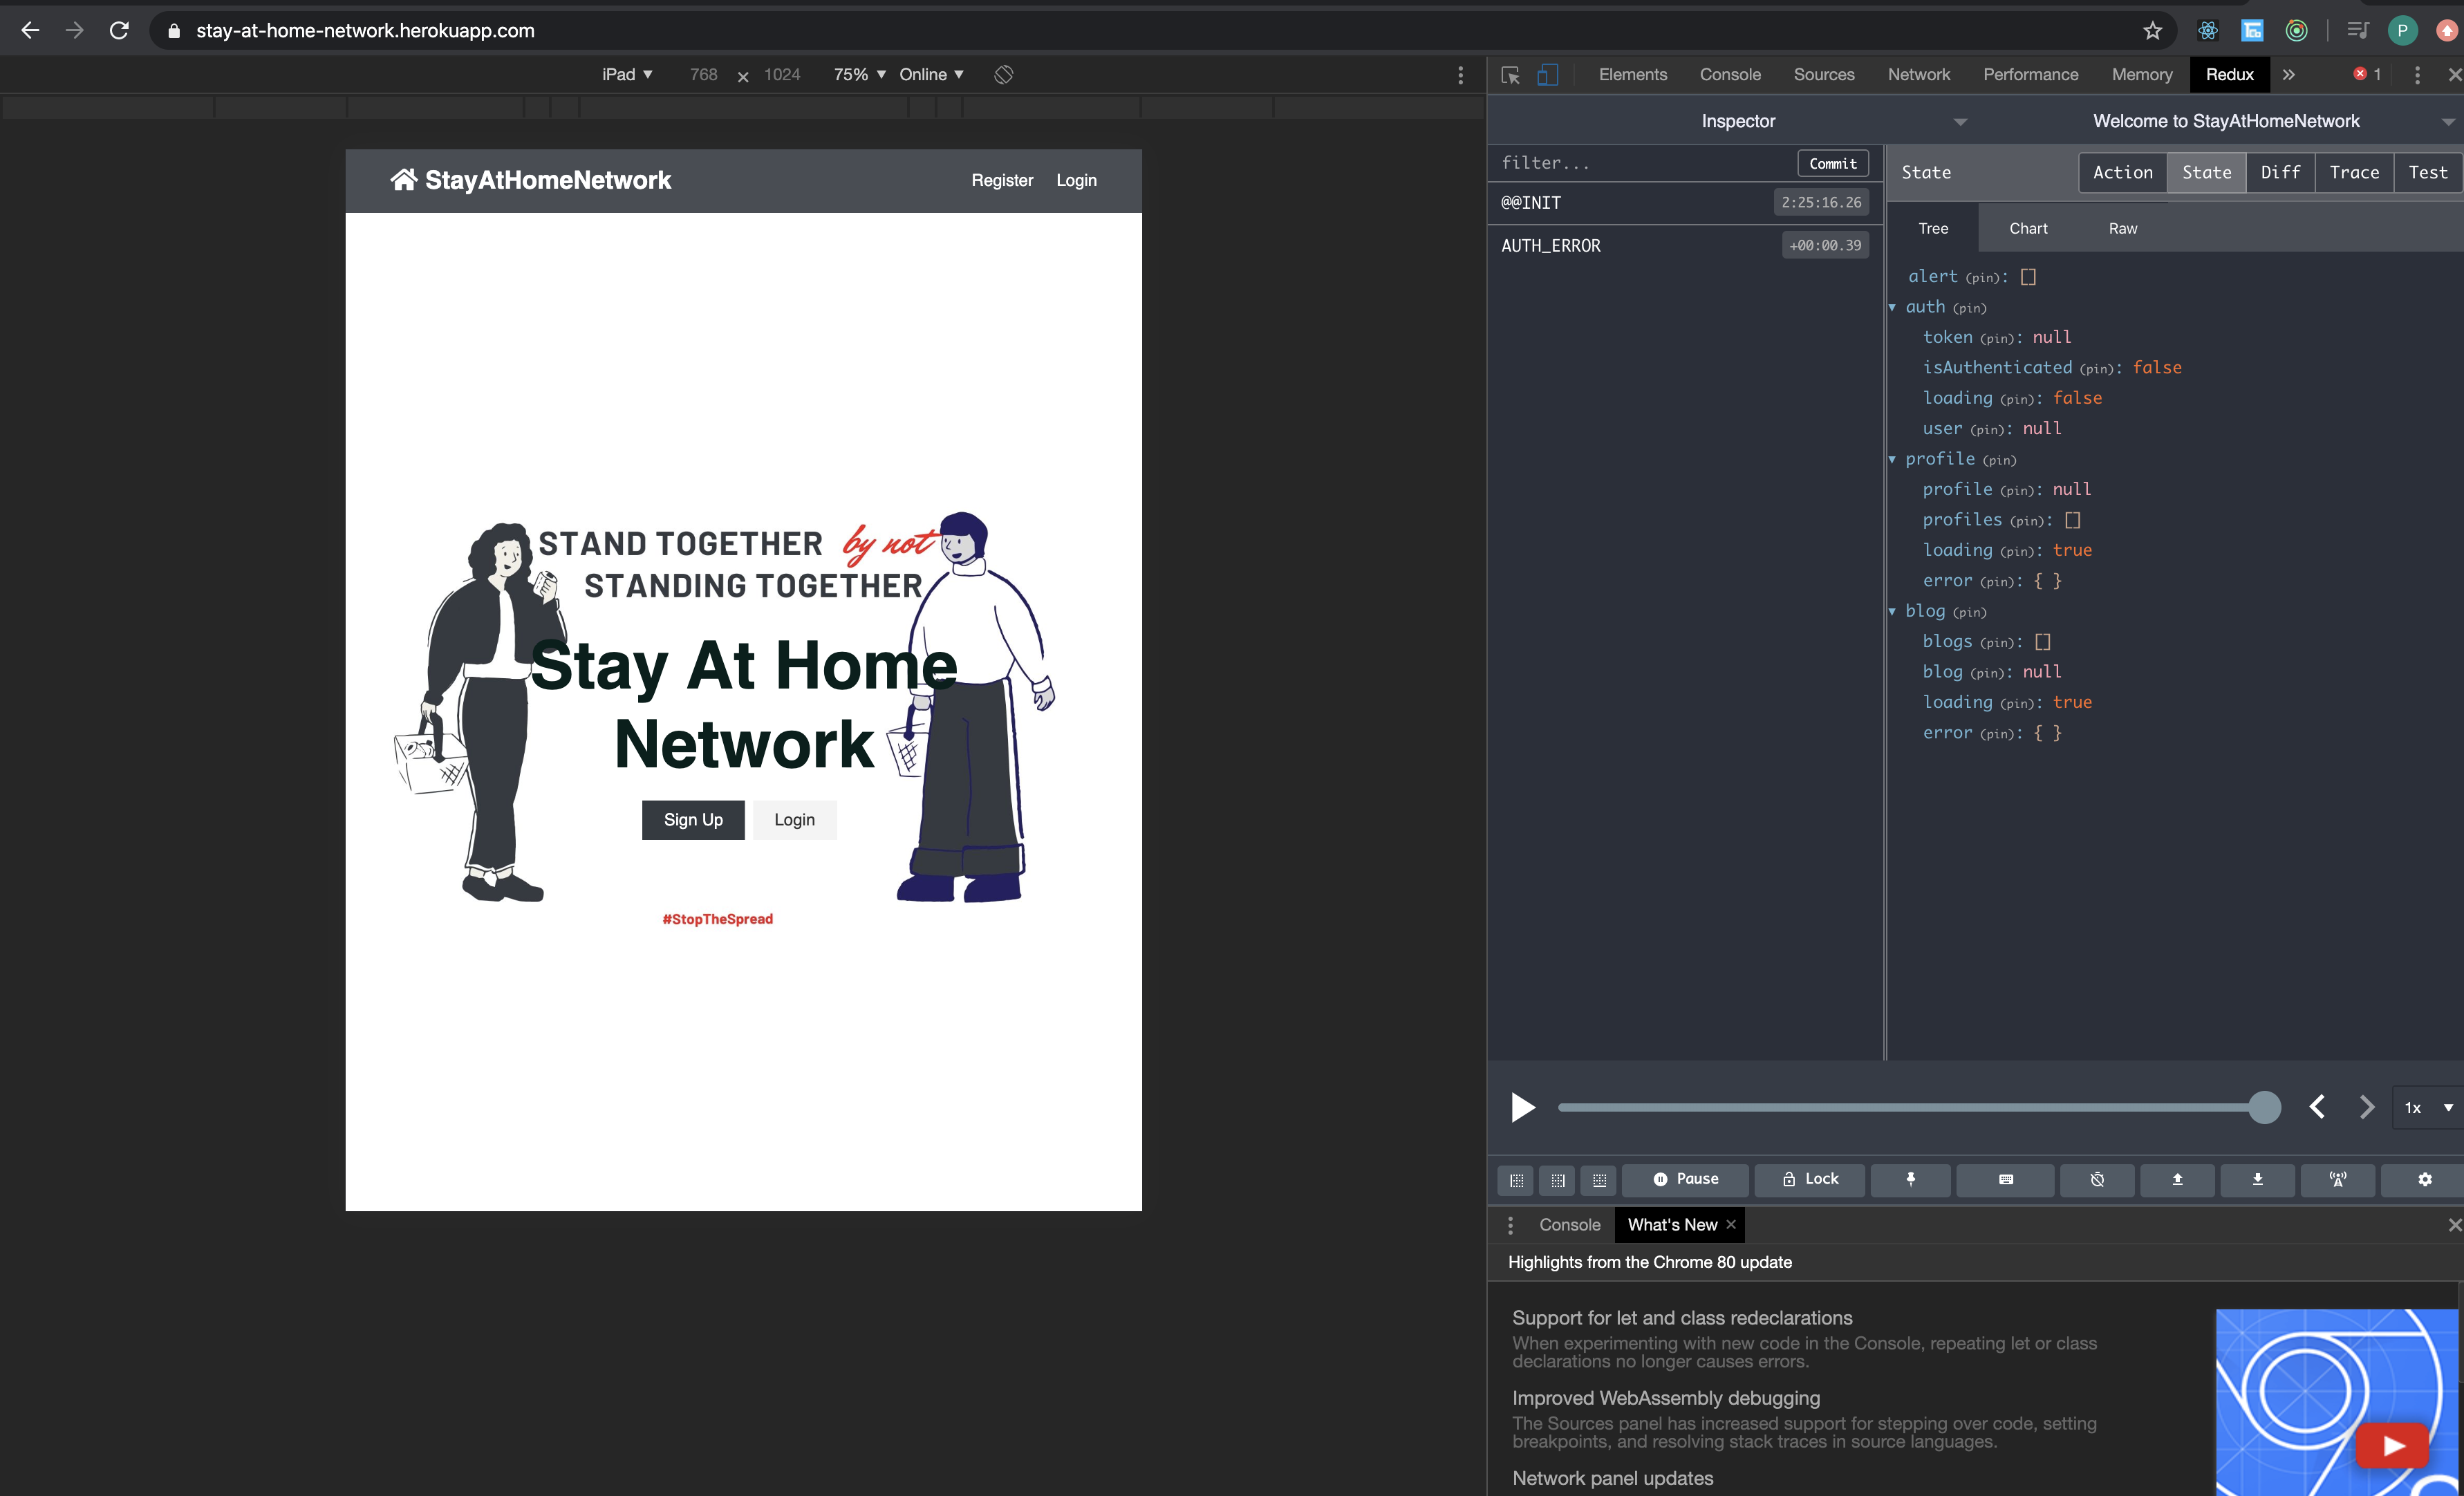 stay-at-home-network.herokuapp.com
P
iPad ▼ 768 × 1024 75% ▼ Online ▼
Elements Console Sources Network Performance Memory Redux » 1
StayAtHomeNetwork Register Login
STAND TOGETHER by not
STANDING TOGETHER
Stay At Home
Network
Sign Up Login
#StopTheSpread
Inspector Welcome to StayAtHomeNetwork
filter... Commit
@@INIT 2:25:16.26
AUTH_ERROR +00:00.39
State Action State Diff Trace Test
Tree Chart Raw
alert (pin): []
auth (pin)
token (pin): null
isAuthenticated (pin): false
loading (pin): false
user (pin): null
profile (pin)
profile (pin): null
profiles (pin): []
loading (pin): true
error (pin): { }
blog (pin)
blogs (pin): []
blog (pin): null
loading (pin): true
error (pin): { }
1x
Pause Lock
Console What's New ×
Highlights from the Chrome 80 update
Support for let and class redeclarations
When experimenting with new code in the Console, repeating let or class
declarations no longer causes errors.
Improved WebAssembly debugging
The Sources panel has increased support for stepping over code, setting
breakpoints, and resolving stack traces in source languages.
Network panel updates